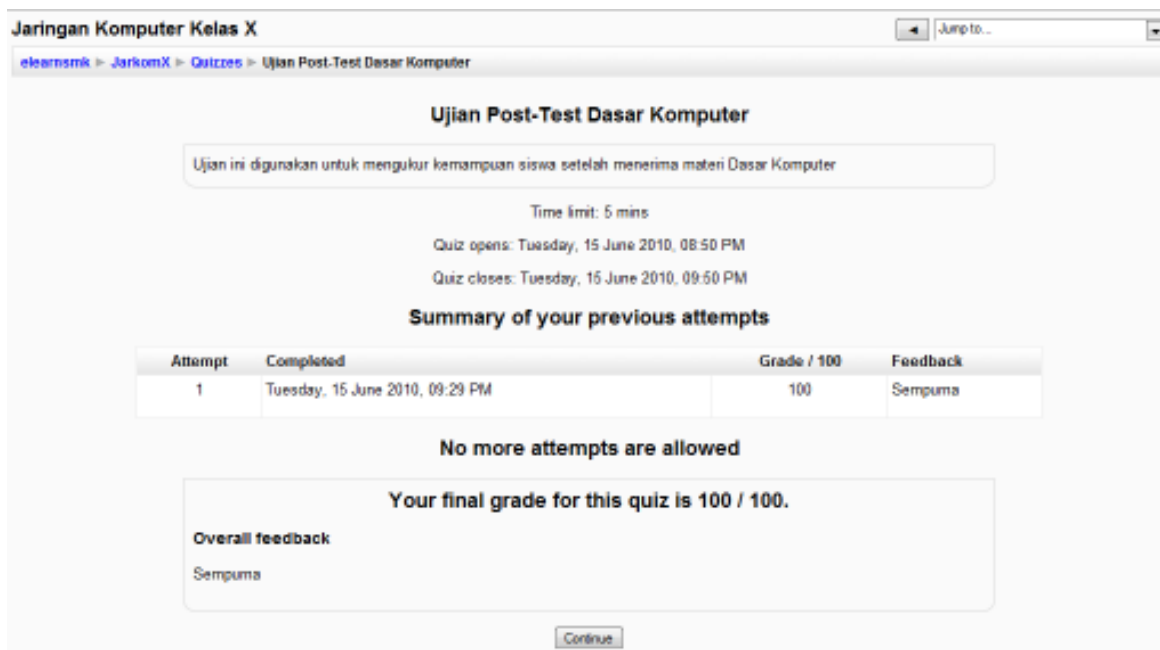 Jaringan Komputer Kelas X
◄ Jump to...
elearnsmk ► JarkomX ► Quizzes ► Ujian Post-Test Dasar Komputer
Ujian Post-Test Dasar Komputer
Ujian ini digunakan untuk mengukur kemampuan siswa setelah menerima materi Dasar Komputer
Time limit: 5 mins
Quiz opens: Tuesday, 15 June 2010, 08:50 PM
Quiz closes: Tuesday, 15 June 2010, 09:50 PM
Summary of your previous attempts
Attempt Completed Grade / 100 Feedback
1 Tuesday, 15 June 2010, 09:29 PM 100 Sempurna
No more attempts are allowed
Your final grade for this quiz is 100 / 100.
Overall feedback
Sempurna
Continue